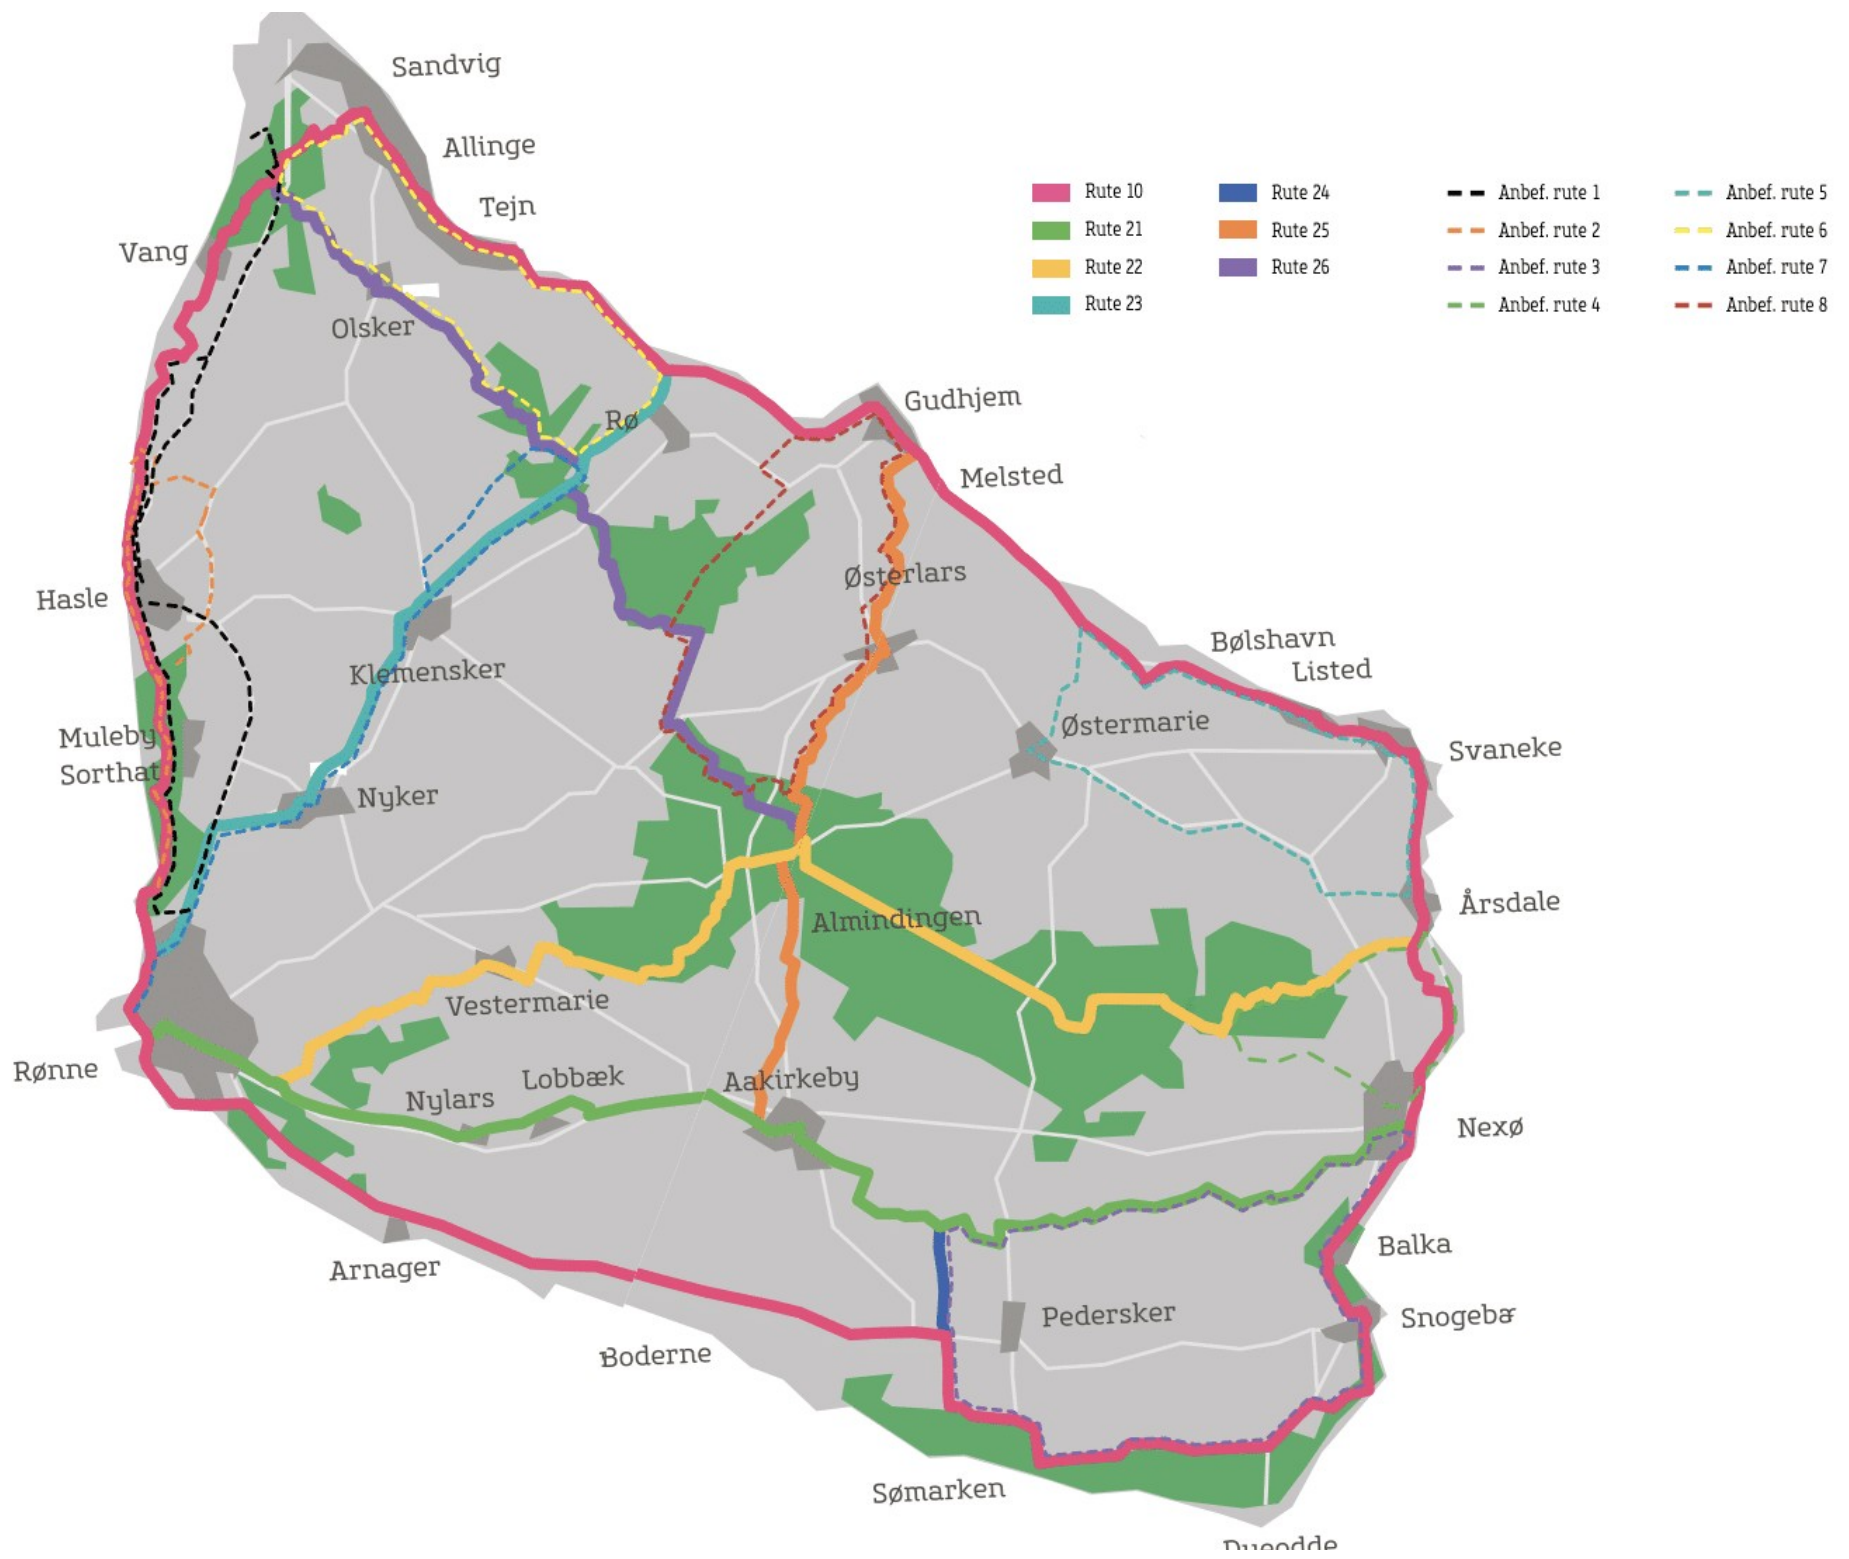 Sandvig
Allinge
Tejn
Vang
Olsker
Rø
Gudhjem
Melsted
Østerlars
Hasle
Klemensker
Bølshavn
Listed
Østermarie
Muleby
Sorthat
Svaneke
Nyker
Årsdale
Almindingen
Vestermarie
Rønne
Nylars
Lobbæk
Aakirkeby
Nexø
Balka
Arnager
Snogebæ
Pedersker
Boderne
Sømarken
Dueodde
Rute 10
Rute 21
Rute 22
Rute 23
Rute 24
Rute 25
Rute 26
Anbef. rute 1
Anbef. rute 2
Anbef. rute 3
Anbef. rute 4
Anbef. rute 5
Anbef. rute 6
Anbef. rute 7
Anbef. rute 8